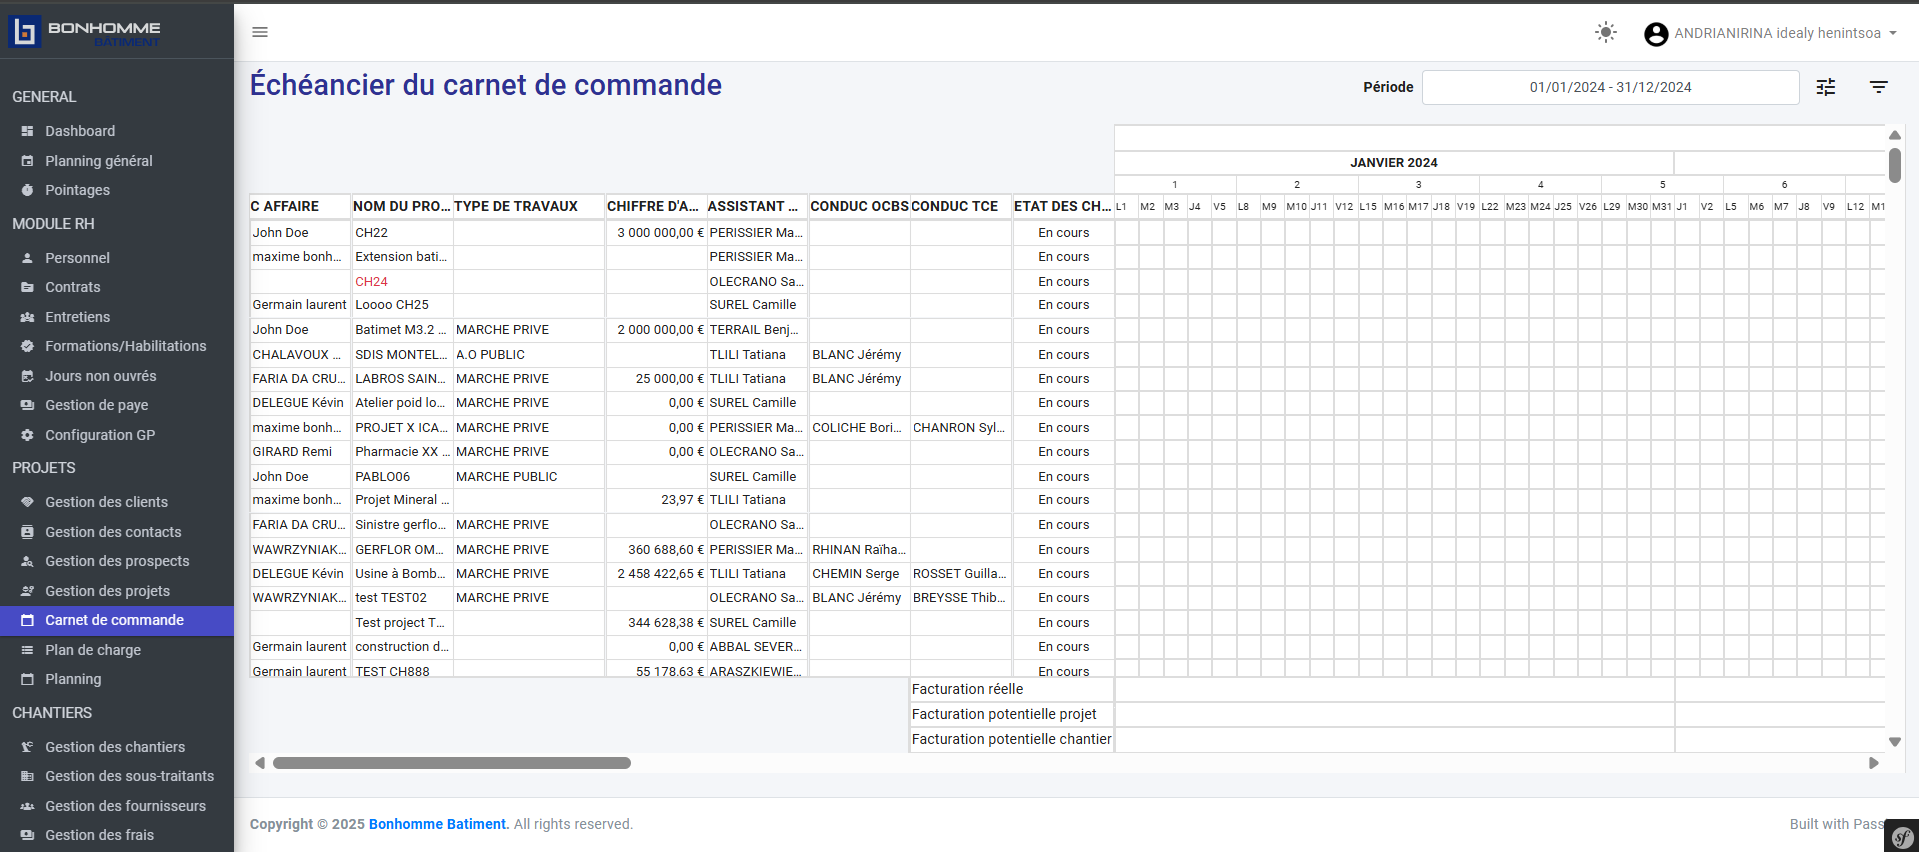 BONHOMME
BATIMENT
ANDRIANIRINA idealy henintsoa
Échéancier du carnet de commande
Période 01/01/2024 - 31/12/2024
GENERAL
Dashboard
Planning général
Pointages
MODULE RH
Personnel
Contrats
Entretiens
Formations/Habilitations
Jours non ouvrés
Gestion de paye
Configuration GP
PROJETS
Gestion des clients
Gestion des contacts
Gestion des prospects
Gestion des projets
Carnet de commande
Plan de charge
Planning
CHANTIERS
Gestion des chantiers
Gestion des sous-traitants
Gestion des fournisseurs
Gestion des frais
JANVIER 2024
1 2 3 4 5 6
C AFFAIRE NOM DU PRO... TYPE DE TRAVAUX CHIFFRE D'A... ASSISTANT ... CONDUC OCBS CONDUC TCE ETAT DES CH... L1 M2 M3 J4 V5 L8 M9 M10 J11 V12 L15 M16 M17 J18 V19 L22 M23 M24 J25 V26 L29 M30 M31 J1 V2 L5 M6 M7 J8 V9 L12 M1
John Doe CH22 3 000 000,00 € PERISSIER Ma... En cours
maxime bonh... Extension bati... PERISSIER Ma... En cours
CH24 OLECRANO Sa... En cours
Germain laurent Loooo CH25 SUREL Camille En cours
John Doe Batimet M3.2 ... MARCHE PRIVE 2 000 000,00 € TERRAIL Benj... En cours
CHALAVOUX ... SDIS MONTEL... A.O PUBLIC TLILI Tatiana BLANC Jérémy En cours
FARIA DA CRU... LABROS SAIN... MARCHE PRIVE 25 000,00 € TLILI Tatiana BLANC Jérémy En cours
DELEGUE Kévin Atelier poid lo... MARCHE PRIVE 0,00 € SUREL Camille En cours
maxime bonh... PROJET X ICA... MARCHE PRIVE 0,00 € PERISSIER Ma... COLICHE Bori... CHANRON Syl... En cours
GIRARD Remi Pharmacie XX ... MARCHE PRIVE 0,00 € OLECRANO Sa... En cours
John Doe PABLO06 MARCHE PUBLIC SUREL Camille En cours
maxime bonh... Projet Mineral ... 23,97 € TLILI Tatiana En cours
FARIA DA CRU... Sinistre gerflo... MARCHE PRIVE OLECRANO Sa... En cours
WAWRZYNIAK... GERFLOR OM... MARCHE PRIVE 360 688,60 € PERISSIER Ma... RHINAN Raïha... En cours
DELEGUE Kévin Usine à Bomb... MARCHE PRIVE 2 458 422,65 € TLILI Tatiana CHEMIN Serge ROSSET Guilla... En cours
WAWRZYNIAK... test TEST02 MARCHE PRIVE OLECRANO Sa... BLANC Jérémy BREYSSE Thib... En cours
Test project T... 344 628,38 € SUREL Camille En cours
Germain laurent construction d... 0,00 € ABBAL SEVER... En cours
Germain laurent TEST CH888 55 178,63 € ARASZKIEWIE... En cours
Facturation réelle
Facturation potentielle projet
Facturation potentielle chantier
Copyright © 2025 Bonhomme Batiment. All rights reserved.
Built with Pass
sf